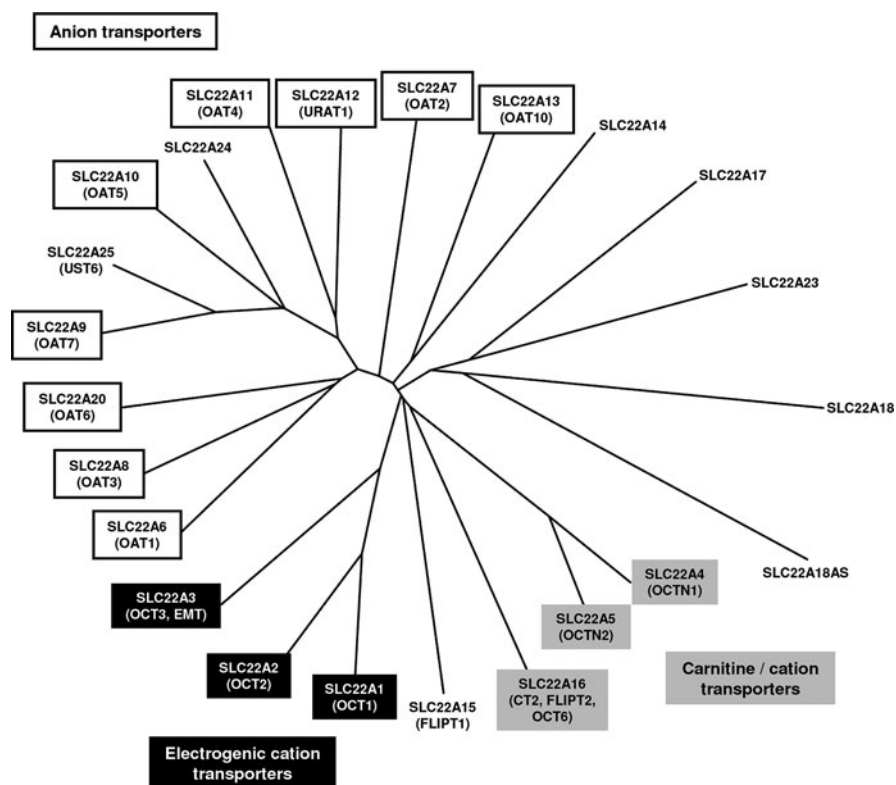 Anion transporters
SLC22A11
(OAT4)
SLC22A12
(URAT1)
SLC22A7
(OAT2)
SLC22A13
(OAT10)
SLC22A14
SLC22A24
SLC22A10
(OAT5)
SLC22A17
SLC22A25
(UST6)
SLC22A23
SLC22A9
(OAT7)
SLC22A20
(OAT6)
SLC22A18
SLC22A8
(OAT3)
SLC22A6
(OAT1)
SLC22A18AS
SLC22A4
(OCTN1)
SLC22A3
(OCT3, EMT)
SLC22A5
(OCTN2)
SLC22A2
(OCT2)
SLC22A1
(OCT1)
SLC22A15
(FLIPT1)
SLC22A16
(CT2, FLIPT2,
OCT6)
Carnitine / cation
transporters
Electrogenic cation
transporters